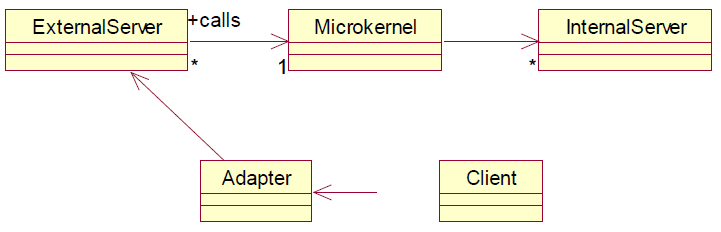 ExternalServer
+calls
Microkernel
InternalServer
*
1
*
Adapter
Client